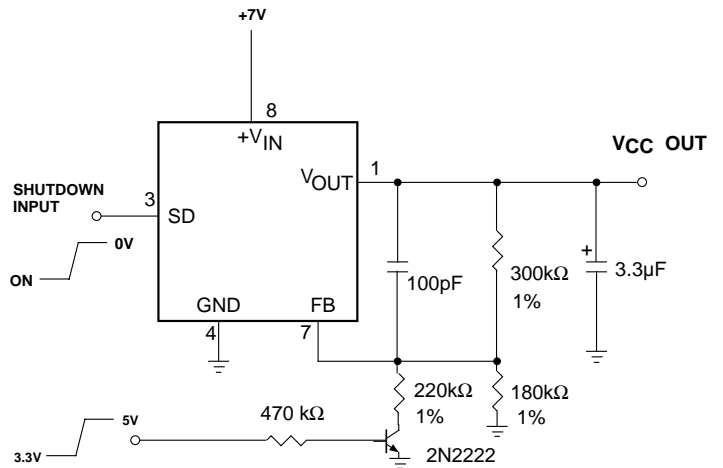 +7V
8
+VIN
VCC OUT
1
VOUT
SHUTDOWN
INPUT
3
SD
0V
ON
100pF
300kΩ
1%
+
3.3µF
GND
FB
4
7
220kΩ
1%
180kΩ
1%
5V
470 kΩ
3.3V
2N2222